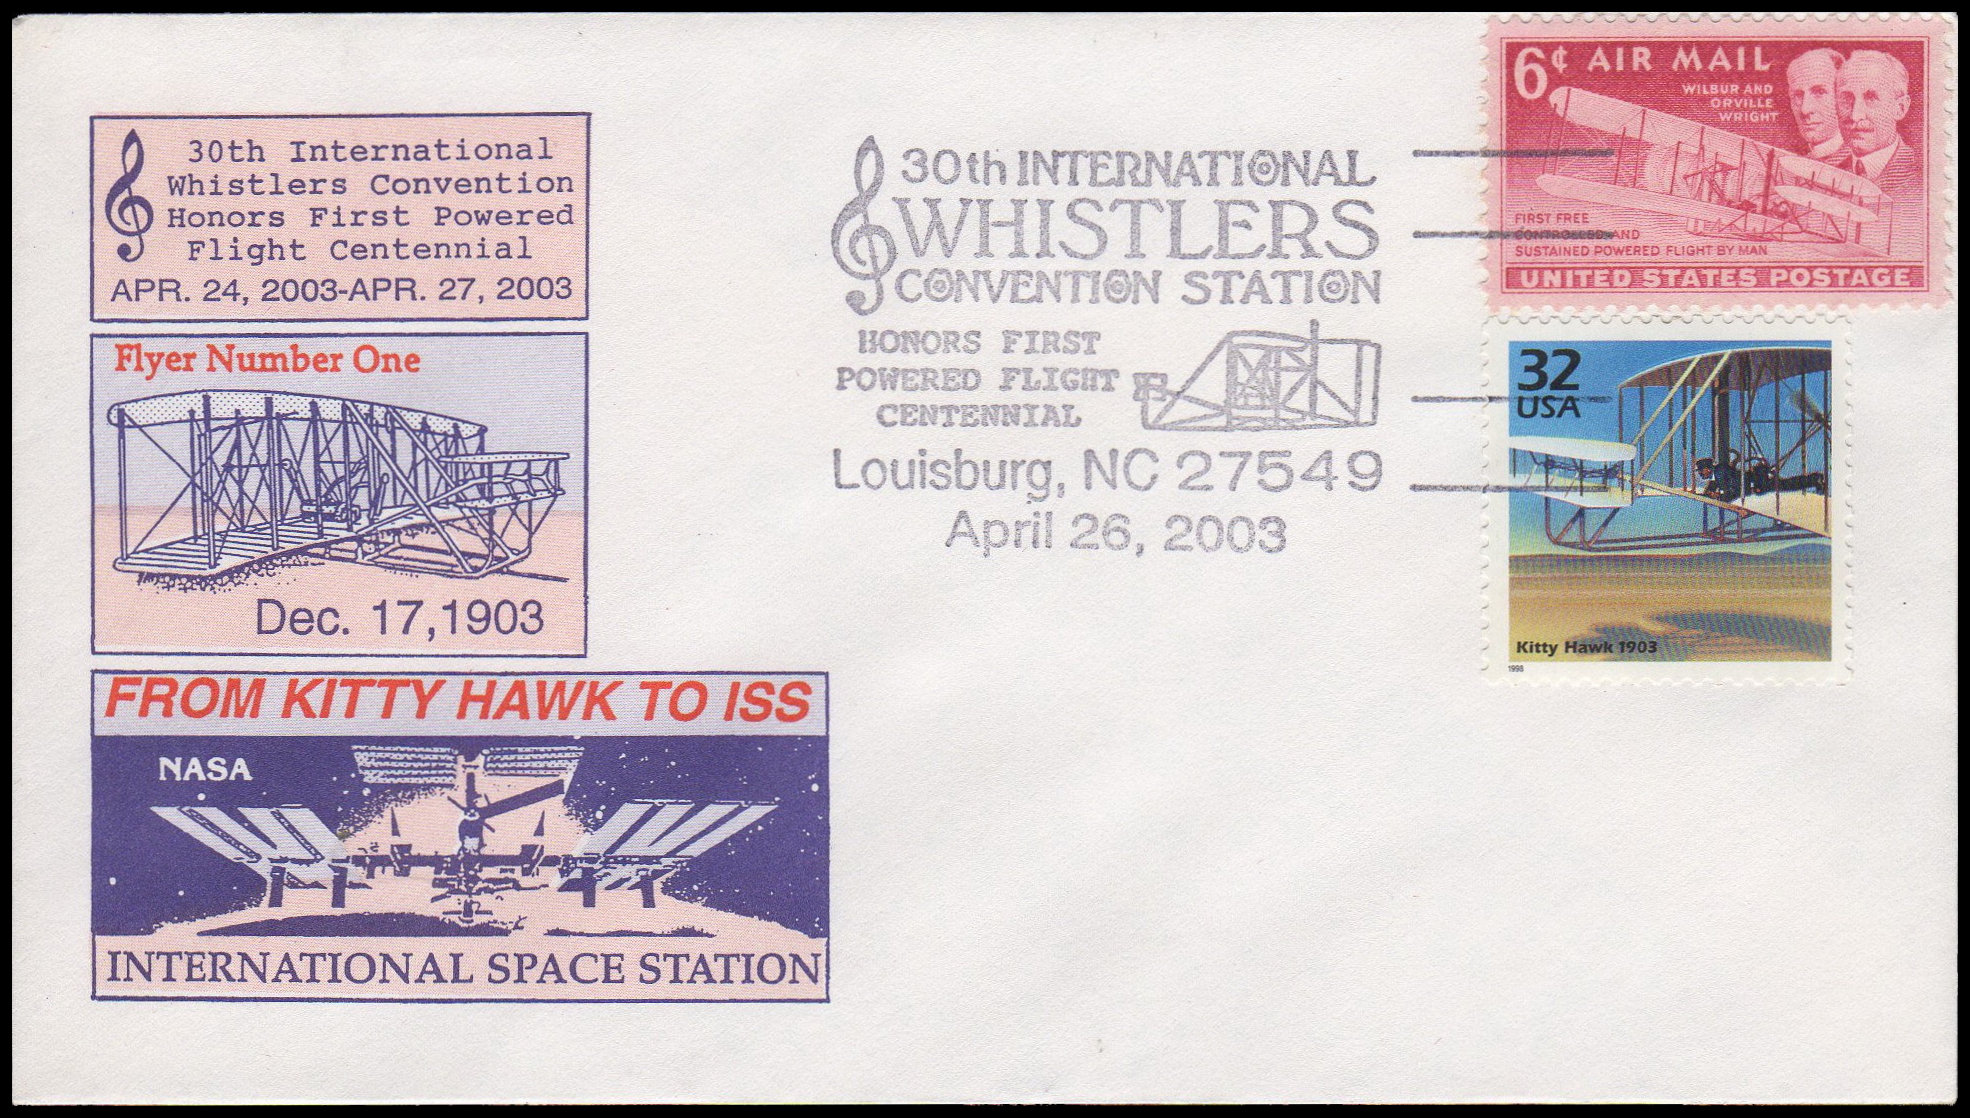 30th International
Whistlers Convention
Honors First Powered
Flight Centennial
APR. 24, 2003-APR. 27, 2003
Flyer Number One
Dec. 17, 1903
FROM KITTY HAWK TO ISS
NASA
INTERNATIONAL SPACE STATION
30th INTERNATIONAL
WHISTLERS
CONVENTION STATION
HONORS FIRST
POWERED FLIGHT
CENTENNIAL
Louisburg, NC 27549
April 26, 2003
6¢ AIR MAIL
WILBUR AND
ORVILLE
WRIGHT
FIRST FREE
CONTROLLED AND
SUSTAINED POWERED FLIGHT BY MAN
UNITED STATES POSTAGE
32
USA
Kitty Hawk 1903
1998